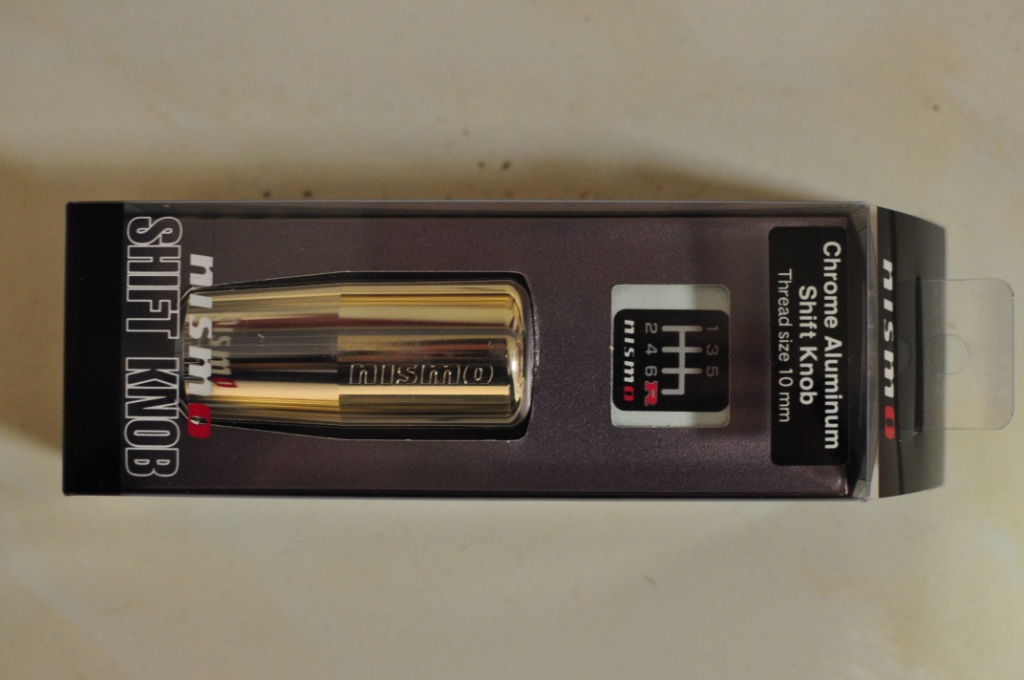 nismo
Chrome Aluminum
Shift Knob
Thread size 10 mm
1 3 5
2 4 6 R
nismo
nismo
nismo
SHIFT KNOB